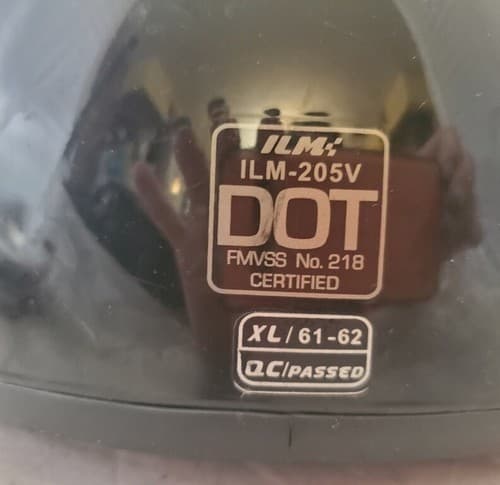 ILM
ILM-205V
DOT
FMVSS No. 218
CERTIFIED
XL/61-62
QC/PASSED